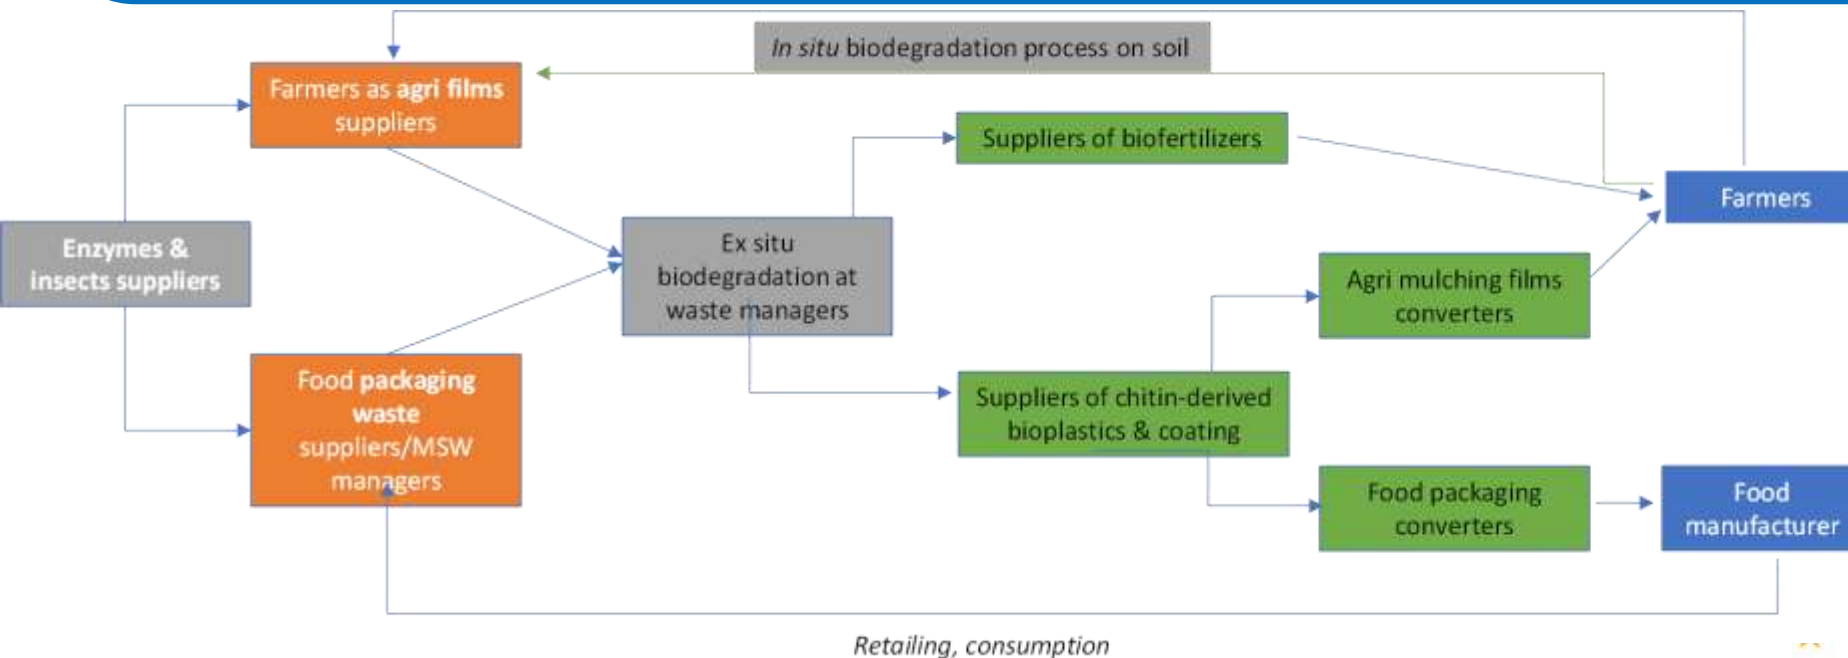 In situ biodegradation process on soil
Farmers as agri films
suppliers
Suppliers of biofertilizers
Farmers
Enzymes &
insects suppliers
Ex situ
biodegradation at
waste managers
Agri mulching films
converters
Food packaging
waste
suppliers/MSW
managers
Suppliers of chitin-derived
bioplastics & coating
Food packaging
converters
Food
manufacturer
Retailing, consumption